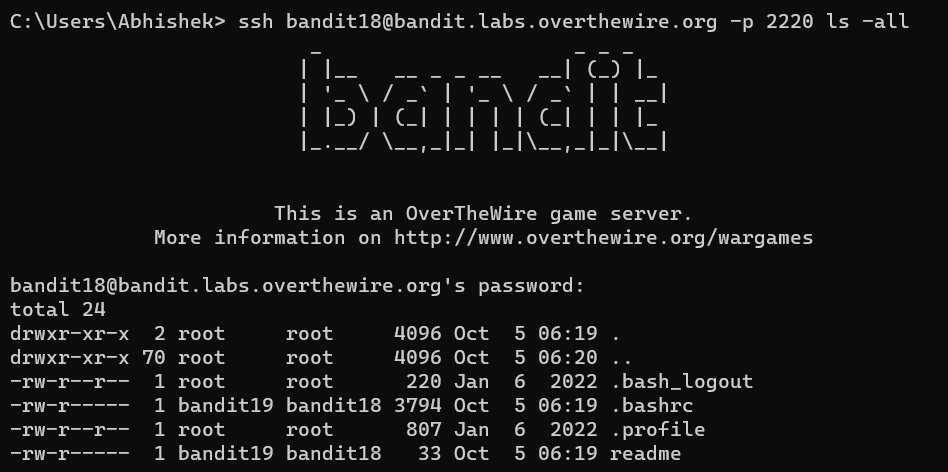 C:\Users\Abhishek> ssh bandit18@bandit.labs.overthewire.org -p 2220 ls -all
                         _                     _ _ _
                        | |__   __ _ _ __   __| (_) |_
                        | '_ \ / _` | '_ \ / _` | | __|
                        | |_) | (_| | | | | (_| | | |_
                        |_.__/ \__,_|_| |_|\__,_|_|\__|
                      This is an OverTheWire game server.
            More information on http://www.overthewire.org/wargames
bandit18@bandit.labs.overthewire.org's password:
total 24
drwxr-xr-x  2 root     root     4096 Oct  5 06:19 .
drwxr-xr-x 70 root     root     4096 Oct  5 06:20 ..
-rw-r--r--  1 root     root      220 Jan  6  2022 .bash_logout
-rw-r-----  1 bandit19 bandit18 3794 Oct  5 06:19 .bashrc
-rw-r--r--  1 root     root      807 Jan  6  2022 .profile
-rw-r-----  1 bandit19 bandit18   33 Oct  5 06:19 readme